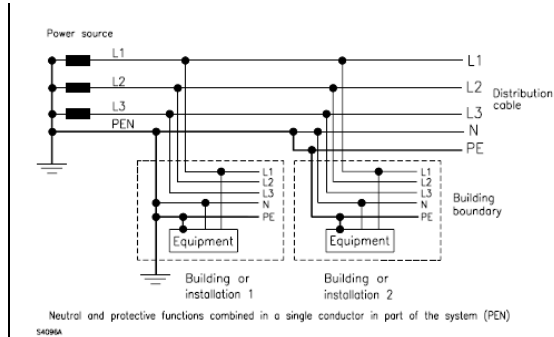 Power source
L1
L1
L2
L2
Distribution
cable
L3
L3
PEN
N
PE
L1
L2
L3
N
PE
L1
L2
L3
N
PE
Building
boundary
Equipment
Equipment
Building or
installation 1
Building or
installation 2
Neutral and protective functions combined in a single conductor in part of the system (PEN)
S4096A